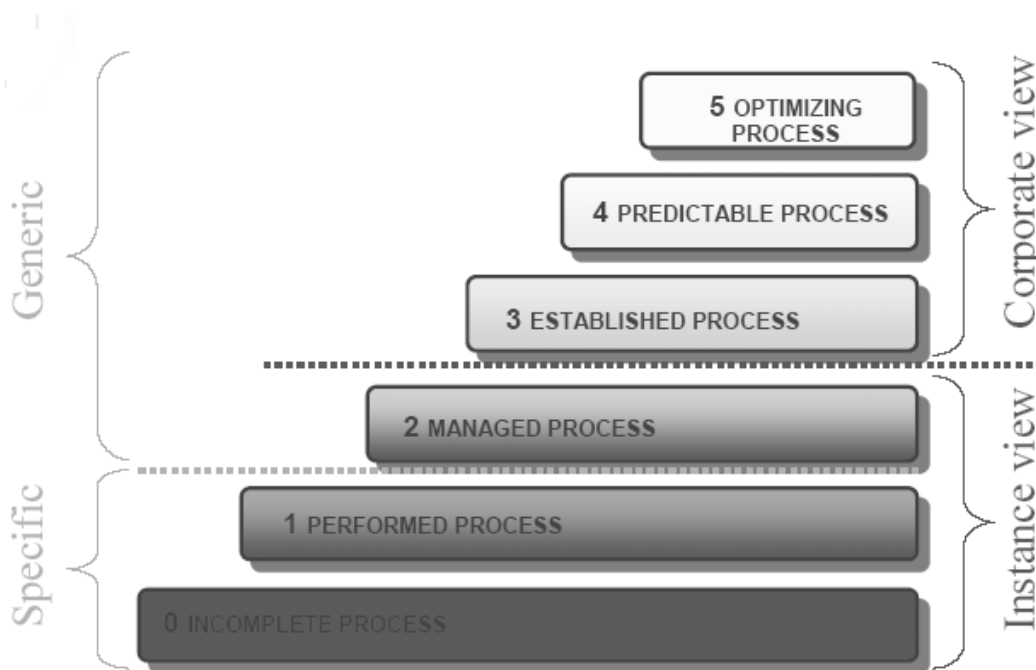 Generic
Specific
5 OPTIMIZING
PROCESS
4 PREDICTABLE PROCESS
3 ESTABLISHED PROCESS
2 MANAGED PROCESS
1 PERFORMED PROCESS
0 INCOMPLETE PROCESS
Corporate view
Instance view